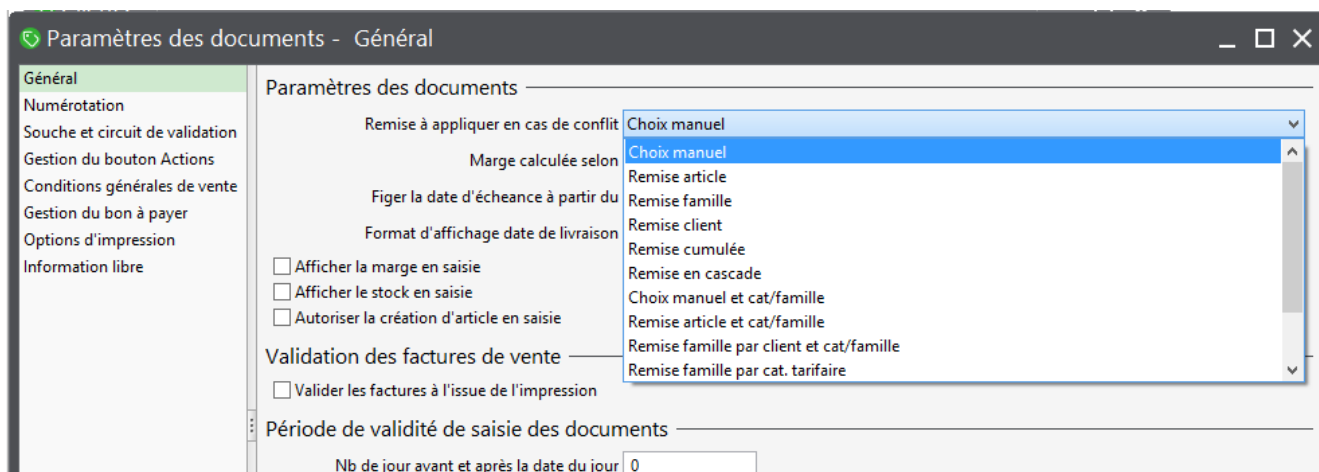 Paramètres des documents - Général
Général
Numérotation
Souche et circuit de validation
Gestion du bouton Actions
Conditions générales de vente
Gestion du bon à payer
Options d'impression
Information libre
Paramètres des documents
Remise à appliquer en cas de conflit Choix manuel
Marge calculée selon
Figer la date d'écheance à partir du
Format d'affichage date de livraison
Choix manuel
Remise article
Remise famille
Remise client
Remise cumulée
Remise en cascade
Choix manuel et cat/famille
Remise article et cat/famille
Remise famille par client et cat/famille
Remise famille par cat. tarifaire
Afficher la marge en saisie
Afficher le stock en saisie
Autoriser la création d'article en saisie
Validation des factures de vente
Valider les factures à l'issue de l'impression
Période de validité de saisie des documents
Nb de jour avant et après la date du jour 0